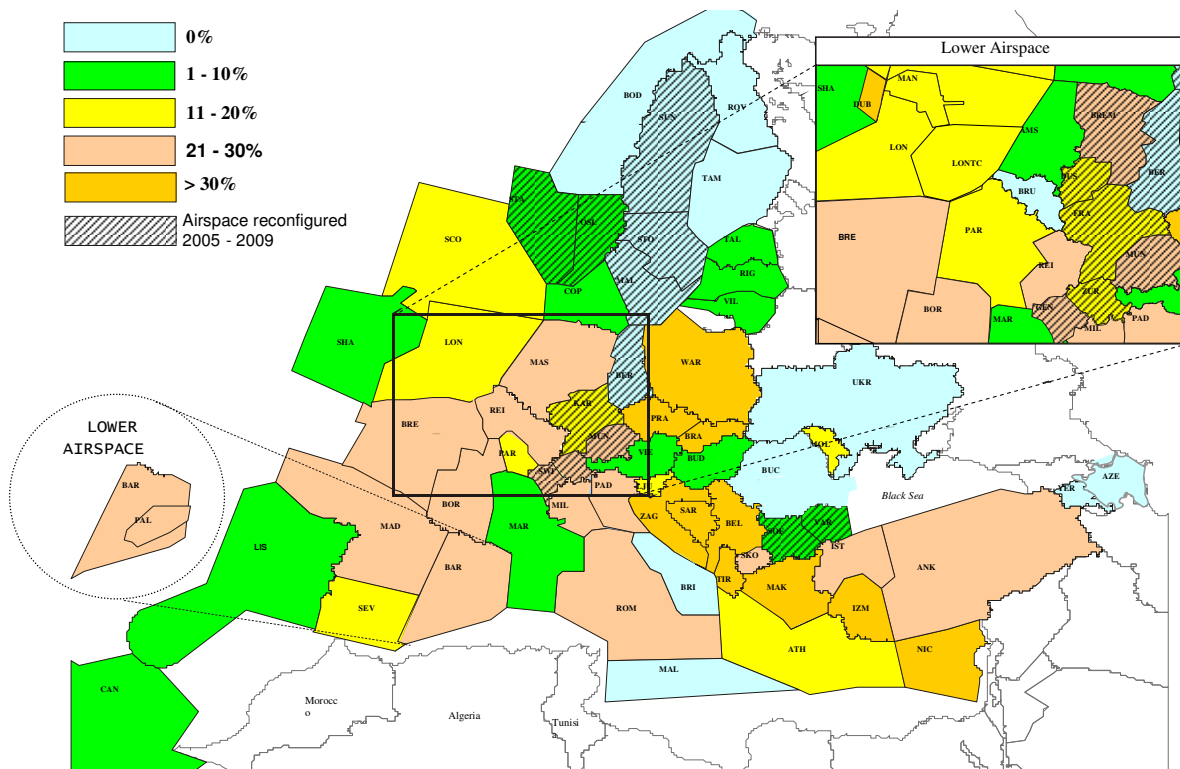 0%
1 - 10%
11 - 20%
21 - 30%
> 30%
Airspace reconfigured
2005 - 2009
Lower Airspace
SHA
DUB
MAN
LON
LONTC
AMS
BREM
BER
BRU
DUS
FRA
BRE
PAR
REI
MUN
ZUR
GEN
BOR
MAR
MIL
PAD
BOD
SUN
ROV
TAM
STA
OSL
STO
SCO
TAL
RIG
VIL
MAL
COP
SHA
LON
MAS
BER
WAR
UKR
REI
KAR
PRA
BRE
MUN
BRA
PAR
VIE
BUD
MOL
BUC
SWI
PAD
LJU
BOR
MIL
MAR
ZAG
SAR
BEL
SOF
VAR
IST
Black Sea
YER
AZE
LOWER
AIRSPACE
BAR
PAL
MAD
LIS
BAR
SEV
ROM
BRI
SKO
TIR
MAK
IZM
ANK
ATH
NIC
MAL
CAN
Morocc
o
Algeria
Tunisi